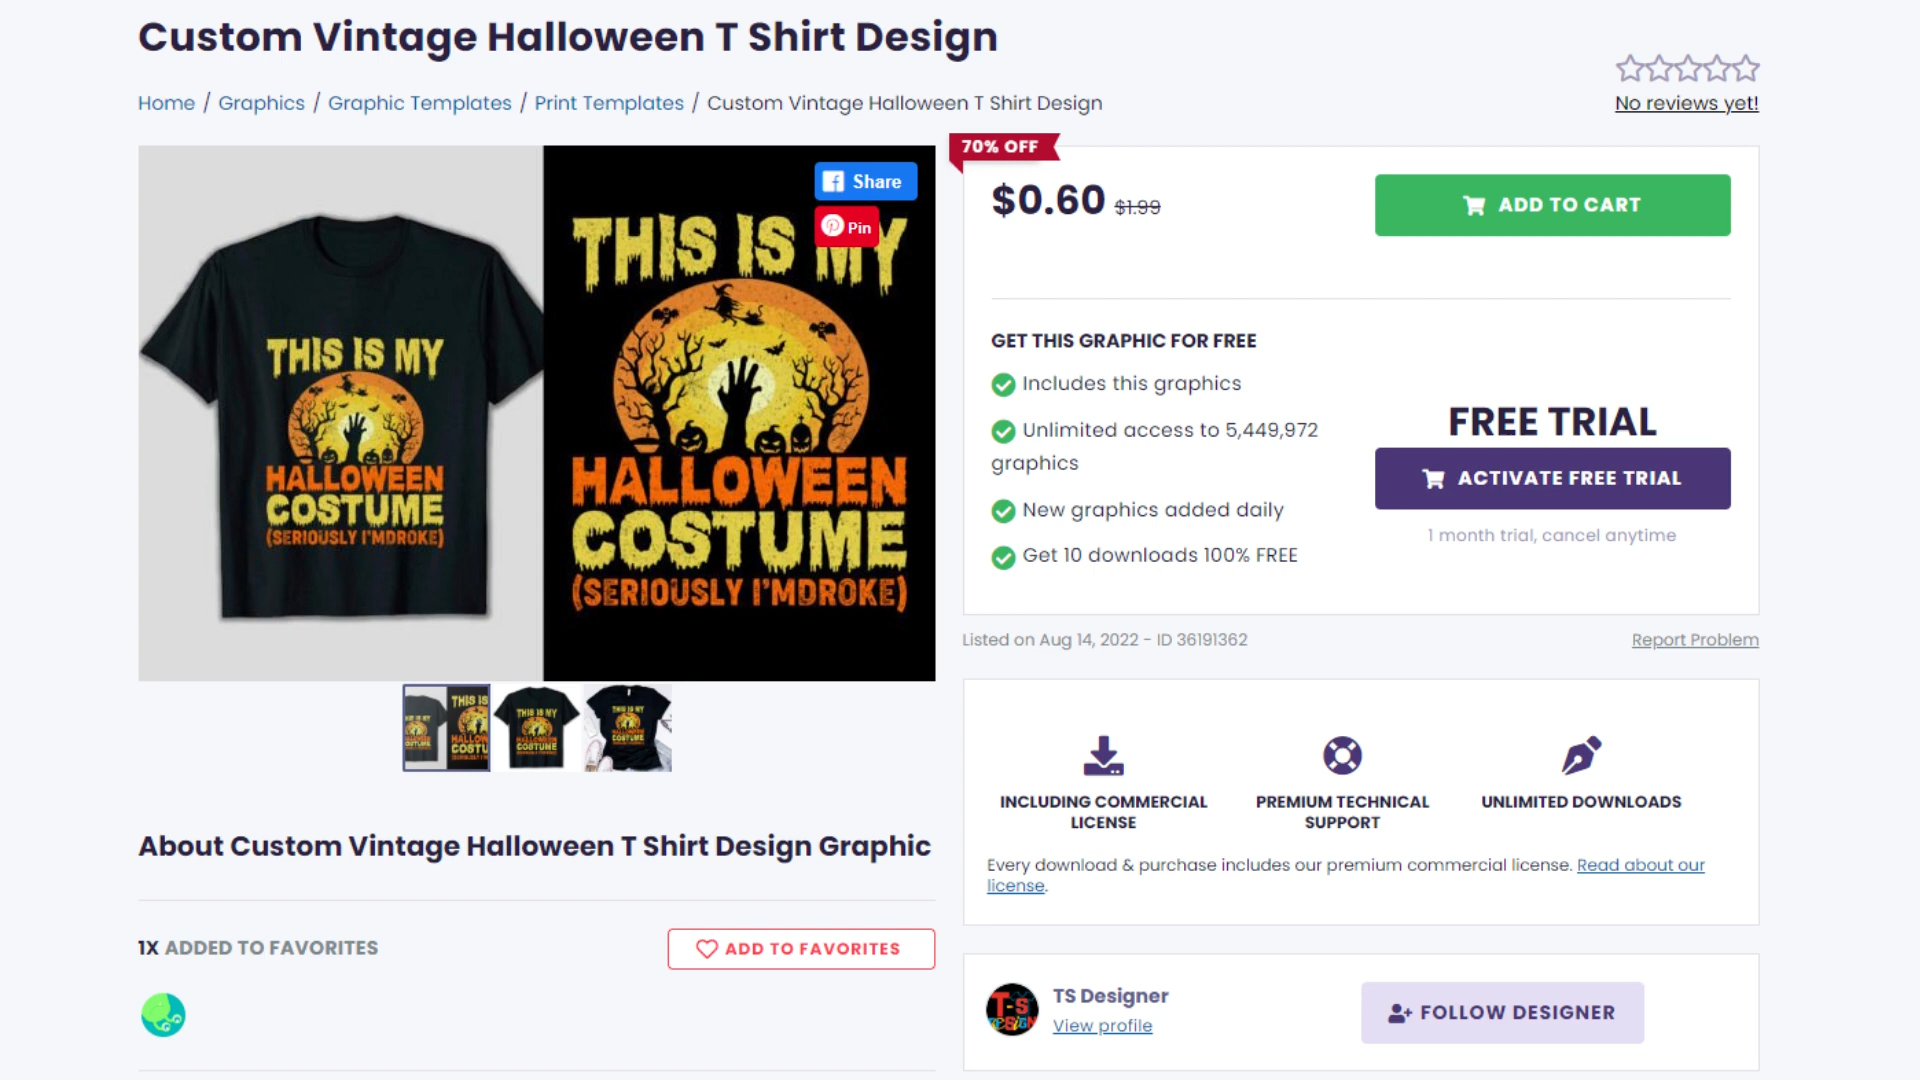 Custom Vintage Halloween T Shirt Design
No reviews yet!
Home / Graphics / Graphic Templates / Print Templates / Custom Vintage Halloween T Shirt Design
Share
Pin
THIS IS MY
HALLOWEEN
COSTUME
(SERIOUSLY I'MDROKE)
THIS IS MY
HALLOWEEN
COSTUME
(SERIOUSLY I'MDROKE)
70% OFF
$0.60 $1.99
ADD TO CART
GET THIS GRAPHIC FOR FREE
Includes this graphics
Unlimited access to 5,449,972
graphics
New graphics added daily
Get 10 downloads 100% FREE
FREE TRIAL
ACTIVATE FREE TRIAL
1 month trial, cancel anytime
Listed on Aug 14, 2022 - ID 36191362
Report Problem
INCLUDING COMMERCIAL
LICENSE
PREMIUM TECHNICAL
SUPPORT
UNLIMITED DOWNLOADS
Every download & purchase includes our premium commercial license. Read about our
license.
About Custom Vintage Halloween T Shirt Design Graphic
1X ADDED TO FAVORITES
ADD TO FAVORITES
T-S
DESIGN
TS Designer
View profile
FOLLOW DESIGNER